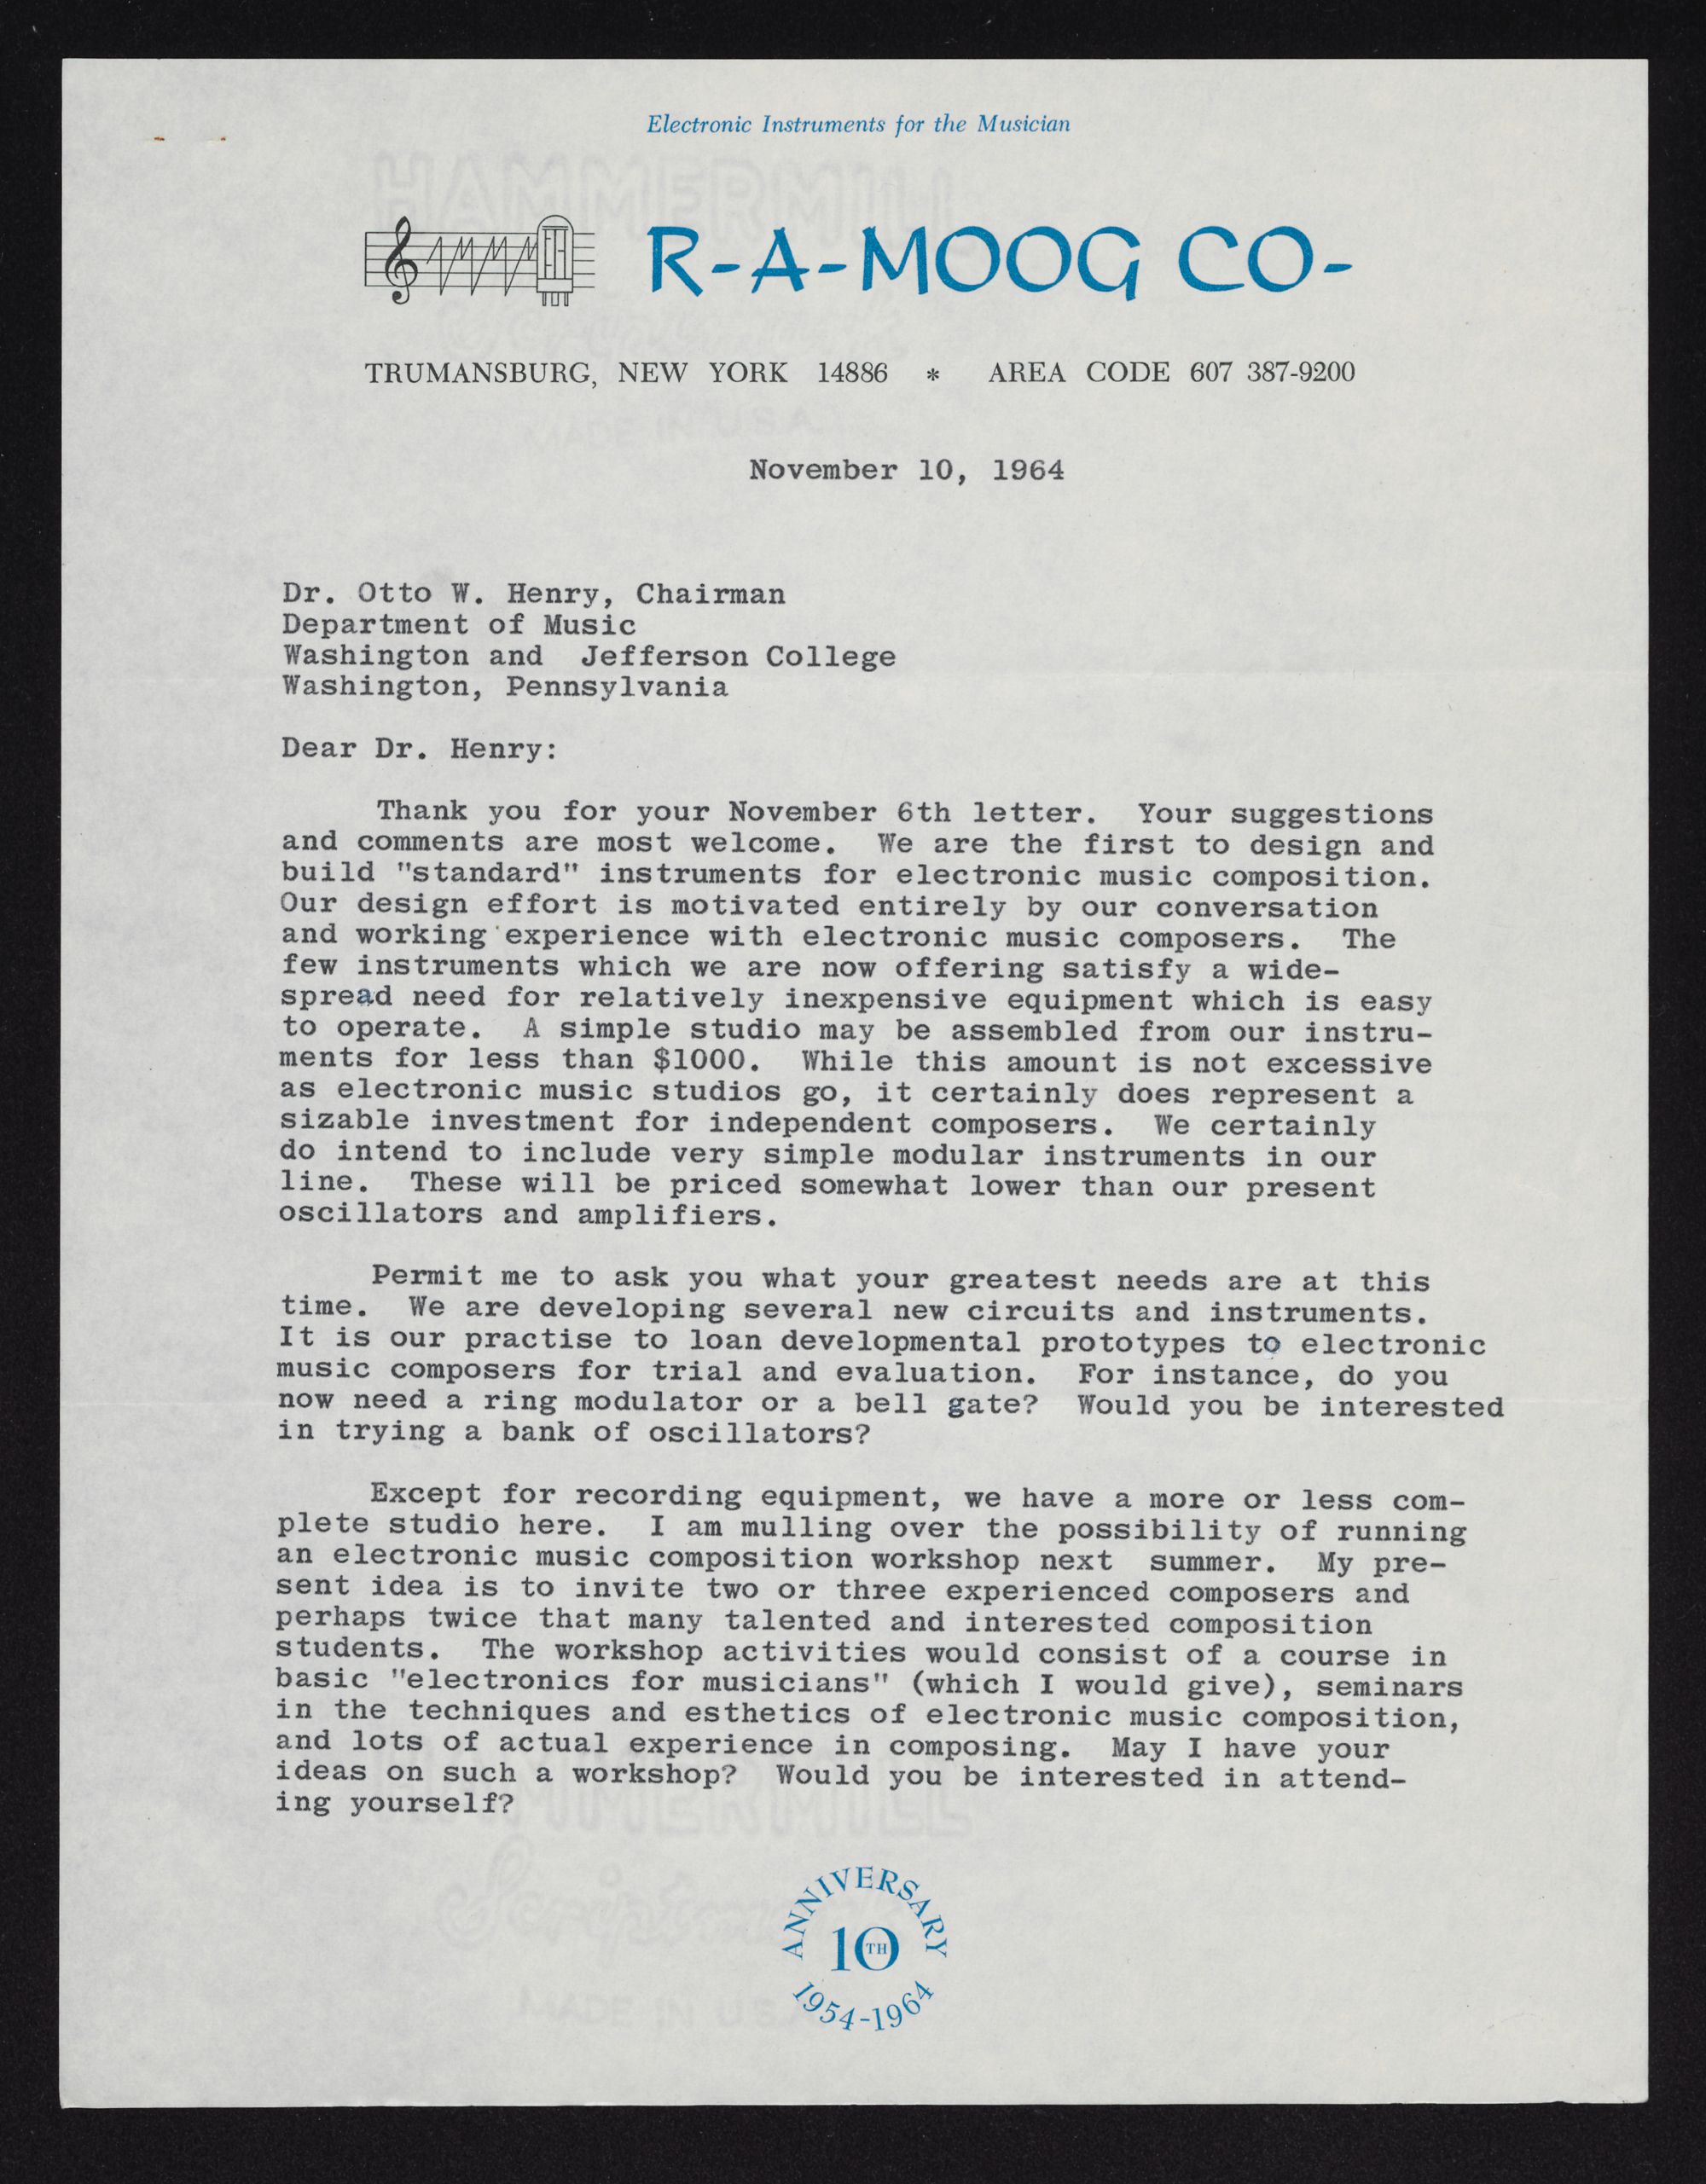 Electronic Instruments for the Musician
HAMMERMILL
R-A-MOOG CO-
TRUMANSBURG, NEW YORK 14886 * AREA CODE 607 387-9200
MADE IN U.S.A.
November 10, 1964
Dr. Otto W. Henry, Chairman
Department of Music
Washington and Jefferson College
Washington, Pennsylvania
Dear Dr. Henry:
Thank you for your November 6th letter. Your suggestions
and comments are most welcome. We are the first to design and
build "standard" instruments for electronic music composition.
Our design effort is motivated entirely by our conversation
and working experience with electronic music composers. The
few instruments which we are now offering satisfy a wide-
spread need for relatively inexpensive equipment which is easy
to operate. A simple studio may be assembled from our instru-
ments for less than $1000. While this amount is not excessive
as electronic music studios go, it certainly does represent a
sizable investment for independent composers. We certainly
do intend to include very simple modular instruments in our
line. These will be priced somewhat lower than our present
oscillators and amplifiers.
Permit me to ask you what your greatest needs are at this
time. We are developing several new circuits and instruments.
It is our practise to loan developmental prototypes to electronic
music composers for trial and evaluation. For instance, do you
now need a ring modulator or a bell gate? Would you be interested
in trying a bank of oscillators?
Except for recording equipment, we have a more or less com-
plete studio here. I am mulling over the possibility of running
an electronic music composition workshop next summer. My pre-
sent idea is to invite two or three experienced composers and
perhaps twice that many talented and interested composition
students. The workshop activities would consist of a course in
basic "electronics for musicians" (which I would give), seminars
in the techniques and esthetics of electronic music composition,
and lots of actual experience in composing. May I have your
ideas on such a workshop? Would you be interested in attend-
ing yourself?
HAMMERMILL
ANNIVERSARY
10TH
1954-1964
MADE IN U.S.A.